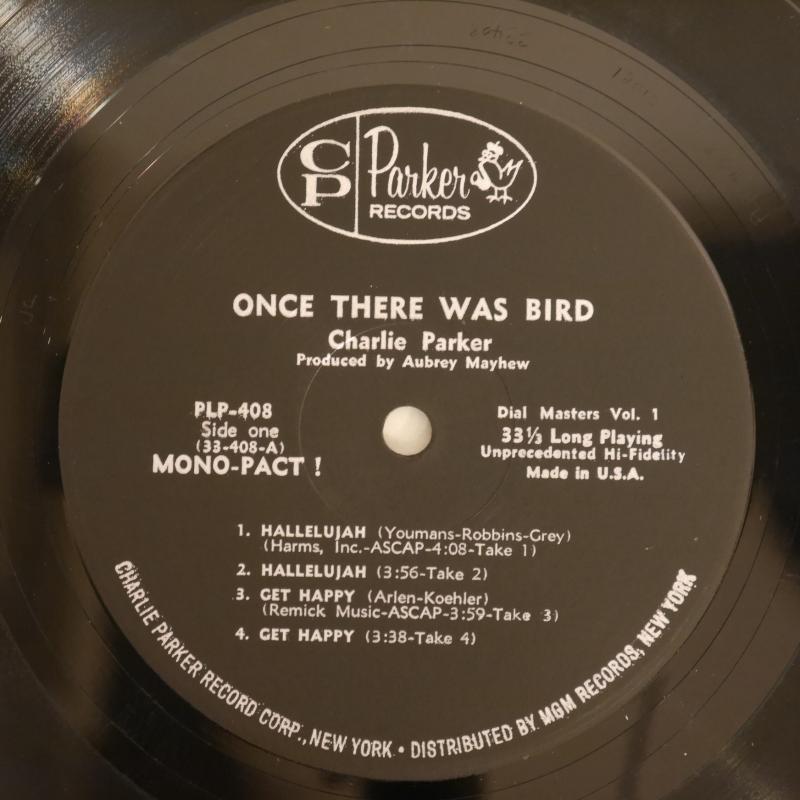 CP
Parker
RECORDS
ONCE THERE WAS BIRD
Charlie Parker
Produced by Aubrey Mayhew
PLP-408
Side one
(33-408-A)
MONO-PACT !
Dial Masters Vol. 1
33⅓ Long Playing
Unprecedented Hi-Fidelity
Made in U.S.A.
1. HALLELUJAH (Youmans-Robbins-Grey)
(Harms, Inc.-ASCAP-4:08-Take 1)
2. HALLELUJAH (3:56-Take 2)
3. GET HAPPY (Arlen-Koehler)
(Remick Music-ASCAP-3:59-Take 3)
4. GET HAPPY (3:38-Take 4)
CHARLIE PARKER RECORD CORP., NEW YORK • DISTRIBUTED BY MGM RECORDS, NEW YORK